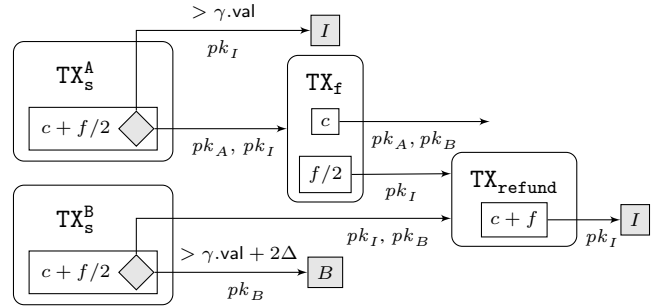 > γ.val
pk_I
I
TX_s^A
c + f/2
pk_A, pk_I
TX_f
c
pk_A, pk_B
f/2
pk_I
TX_refund
c + f
pk_I
I
TX_s^B
c + f/2
pk_I, pk_B
> γ.val + 2Δ
pk_B
B